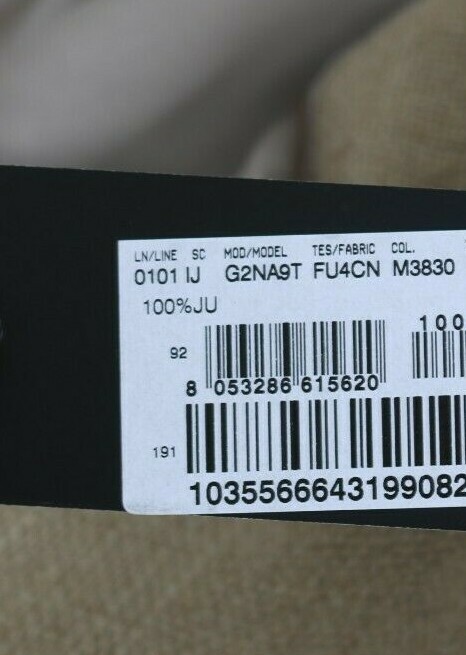 LN/LINE SC MOD/MODEL TES/FABRIC COL.
0101 IJ G2NA9T FU4CN M3830
100%JU
100
92
8 053286 615620
191
1035566643199082